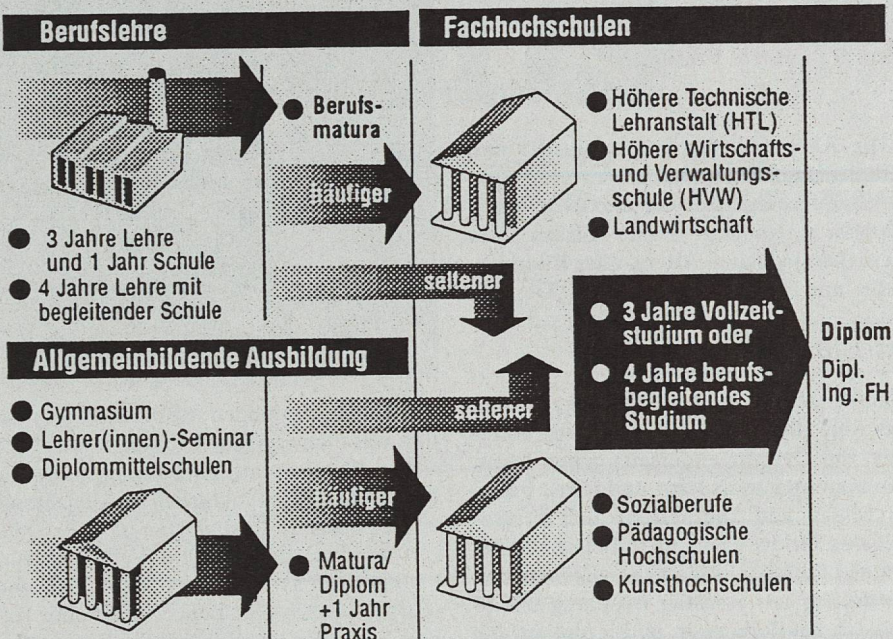 Berufslehre
Fachhochschulen
● Berufs-
matura
häufiger
● 3 Jahre Lehre
und 1 Jahr Schule
● 4 Jahre Lehre mit
begleitender Schule
seltener
● Höhere Technische
Lehranstalt (HTL)
● Höhere Wirtschafts-
und Verwaltungs-
schule (HVW)
● Landwirtschaft
● 3 Jahre Vollzeit-
studium oder
● 4 Jahre berufs-
begleitendes
Studium
Diplom
Dipl.
Ing. FH
Allgemeinbildende Ausbildung
● Gymnasium
● Lehrer(innen)-Seminar
● Diplommittelschulen
seltener
häufiger
● Matura/
Diplom
+1 Jahr
Praxis
● Sozialberufe
● Pädagogische
Hochschulen
● Kunsthochschulen